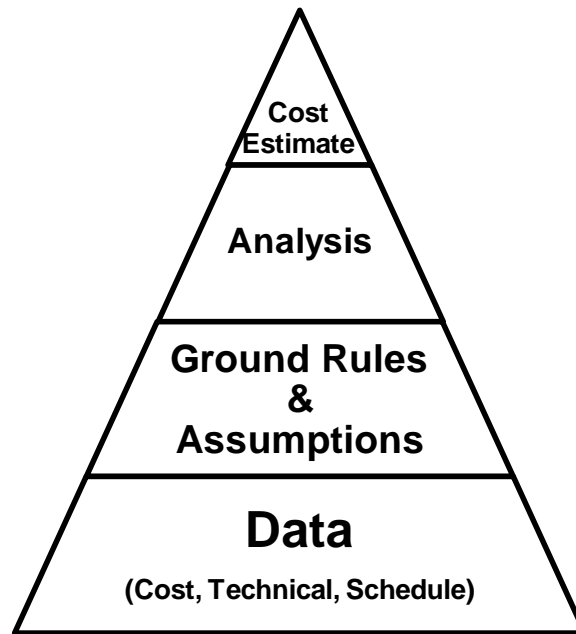 Cost
Estimate
Analysis
Ground Rules
&
Assumptions
Data
(Cost, Technical, Schedule)